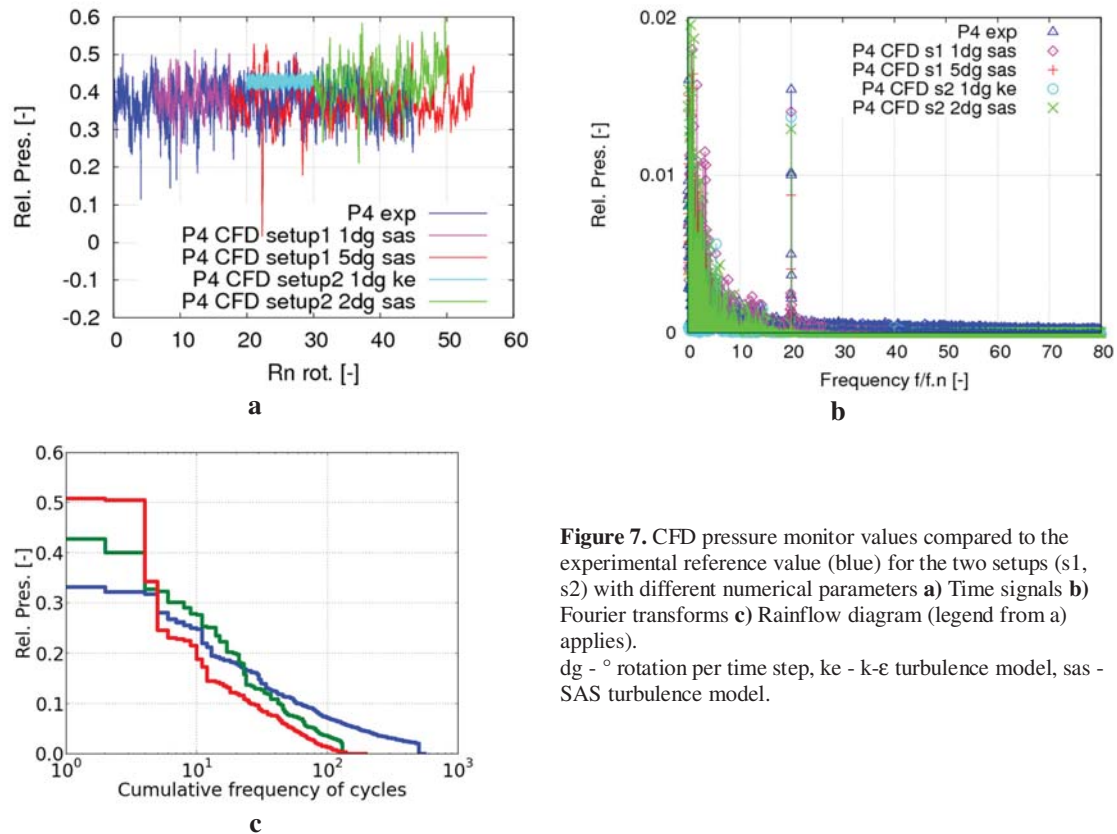 0.6
0.5
0.4
0.3
0.2
0.1
0
-0.1
-0.2
Rel. Pres. [-]
P4 exp
P4 CFD setup1 1dg sas
P4 CFD setup1 5dg sas
P4 CFD setup2 1dg ke
P4 CFD setup2 2dg sas
0 10 20 30 40 50 60
Rn rot. [-]
a
0.02
0.01
0
Rel. Pres. [-]
P4 exp
P4 CFD s1 1dg sas
P4 CFD s1 5dg sas
P4 CFD s2 1dg ke
P4 CFD s2 2dg sas
0 10 20 30 40 50 60 70 80
Frequency f/f.n [-]
b
0.6
0.5
0.4
0.3
0.2
0.1
0.0
Rel. Pres. [-]
10⁰ 10¹ 10² 10³
Cumulative frequency of cycles
c
Figure 7. CFD pressure monitor values compared to the
experimental reference value (blue) for the two setups (s1,
s2) with different numerical parameters a) Time signals b)
Fourier transforms c) Rainflow diagram (legend from a)
applies).
dg - ° rotation per time step, ke - k-ε turbulence model, sas -
SAS turbulence model.